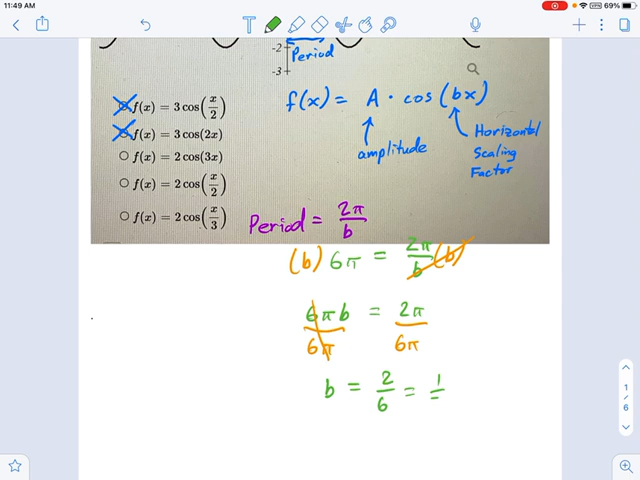 11:49 AM
69%
T
-2
Period
-3
f(x) = 3 cos(x/2)
f(x) = A · cos (bx)
f(x) = 3 cos(2x)
Horizontal
amplitude
Scaling
f(x) = 2 cos(3x)
Factor
f(x) = 2 cos(x/2)
f(x) = 2 cos(x/3)
Period = 2π/b
(b) 6π = 2π/b (b)
6πb/6π = 2π/6π
b = 2/6 = 1/
1
/
6